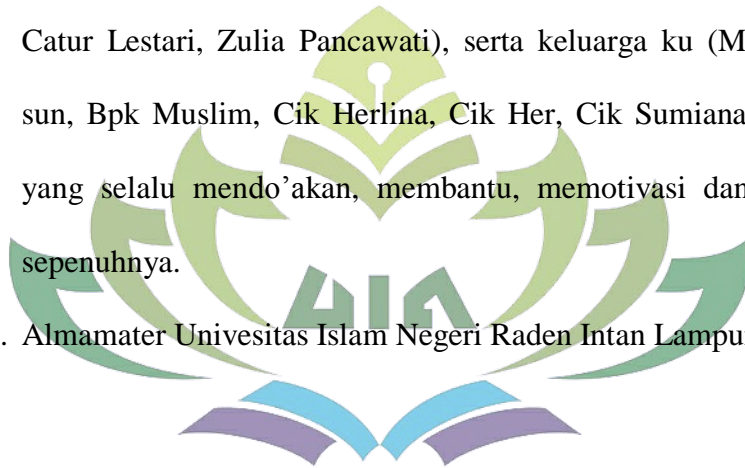 Catur Lestari, Zulia Pancawati), serta keluarga ku (M
sun, Bpk Muslim, Cik Herlina, Cik Her, Cik Sumiana
yang selalu mendo’akan, membantu, memotivasi dan
sepenuhnya.
. Almamater Univesitas Islam Negeri Raden Intan Lampu